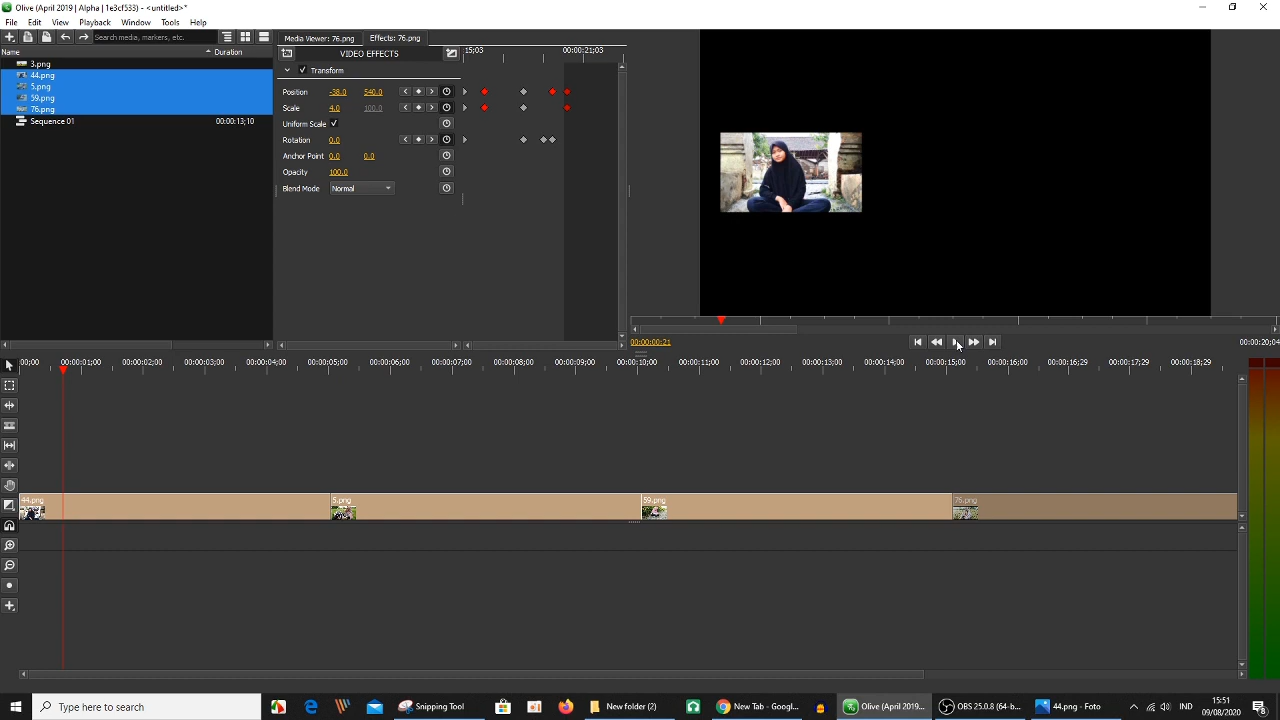 Olive (April 2019 | Alpha | 1e3cf533) - <untitled>*
File Edit View Playback Window Tools Help
Search media, markers, etc.
Media Viewer: 76.png Effects: 76.png
Name Duration
VIDEO EFFECTS
15;03 00:00:21;03
3.png
44.png
5.png
59.png
76.png
Sequence 01 00:00:13;10
Transform
Position -38.0 540.0
Scale 4.0 100.0
Uniform Scale
Rotation 0.0
Anchor Point 0.0 0.0
Opacity 100.0
Blend Mode Normal
00:00:00;21 00:00:20;04
00;00 00:00:01;00 00:00:02;00 00:00:03;00 00:00:04;00 00:00:05;00 00:00:06;00 00:00:07;00 00:00:08;00 00:00:09;00 00:00:10;00 00:00:11;00 00:00:12;00 00:00:13;00 00:00:14;00 00:00:15;00 00:00:16;00 00:00:16;29 00:00:17;29 00:00:18;29
44.png 5.png 59.png 76.png
Type here to search
Snipping Tool New folder (2) New Tab - Googl... Olive (April 2019... OBS 25.0.8 (64-b... 44.png - Foto IND
15:51
09/08/2020